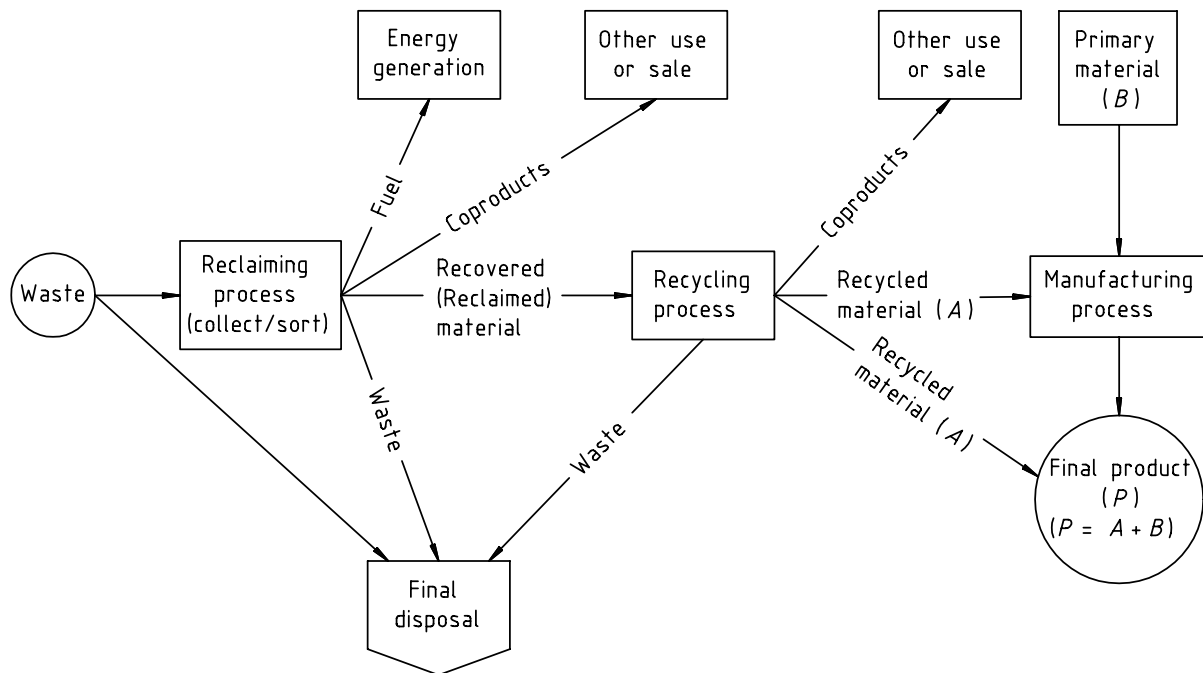 Energy
generation
Other use
or sale
Other use
or sale
Primary
material
(B)
Fuel
Coproducts
Coproducts
Waste
Reclaiming
process
(collect/sort)
Recovered
(Reclaimed)
material
Recycling
process
Recycled
material (A)
Manufacturing
process
Recycled
material (A)
Waste
Waste
Final product
(P)
(P = A + B)
Final
disposal